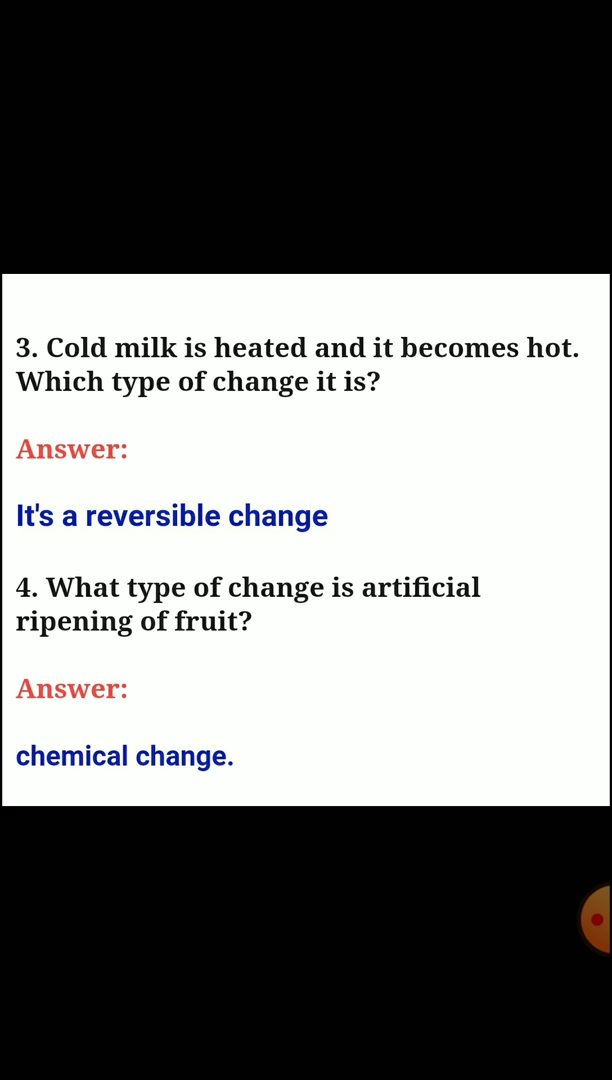 3. Cold milk is heated and it becomes hot.
Which type of change it is?
Answer:
It's a reversible change
4. What type of change is artificial
ripening of fruit?
Answer:
chemical change.